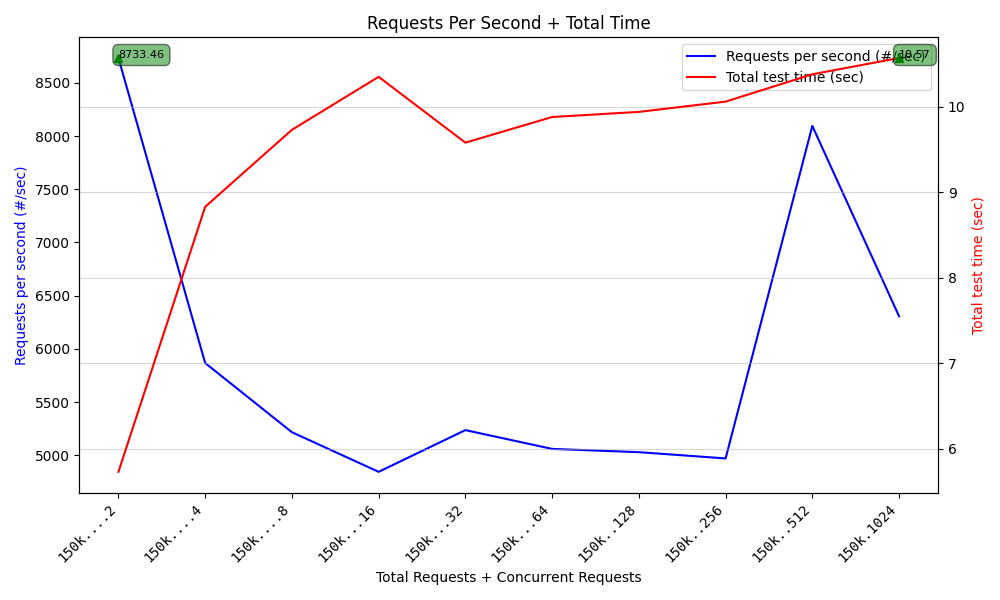 Requests Per Second + Total Time
8733.46
10.57
Requests per second (#/sec)
Total test time (sec)
8500
8000
7500
7000
6500
6000
5500
5000
Requests per second (#/sec)
10
9
8
7
6
Total test time (sec)
150k....2
150k....4
150k....8
150k...16
150k...32
150k...64
150k..128
150k..256
150k..512
150k.1024
Total Requests + Concurrent Requests